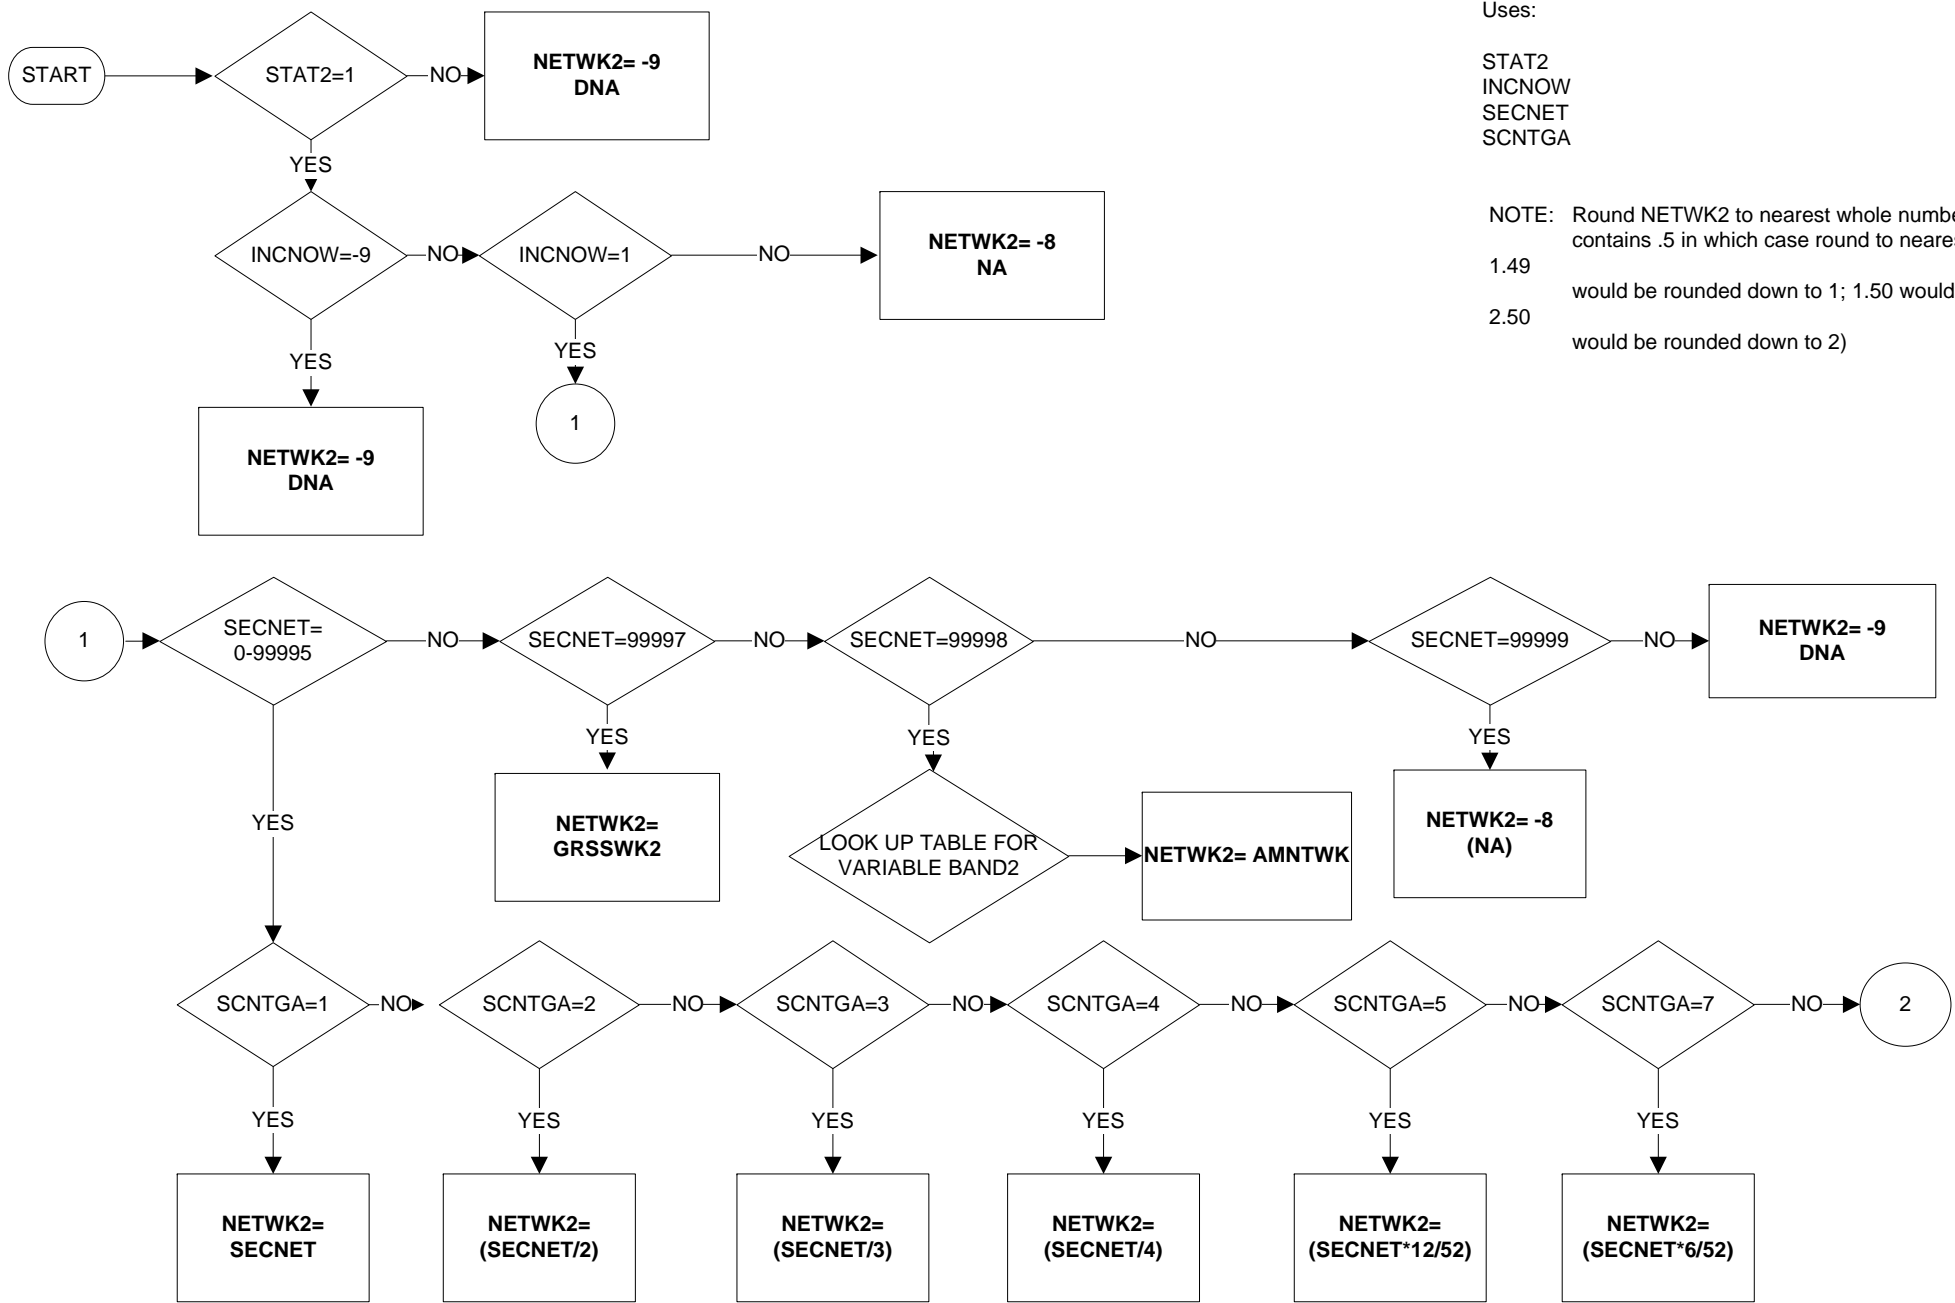 Uses:
STAT2
INCNOW
SECNET
SCNTGA
NOTE: Round NETWK2 to nearest whole
contains .5 in which case round to
1.49
would be rounded down to 1; 1.50 would
2.50
would be rounded down to 2)
START
STAT2=1
NO
NETWK2= -9
DNA
YES
INCNOW=-9
NO
INCNOW=1
NO
NETWK2= -8
NA
YES
YES
NETWK2= -9
DNA
1
1
SECNET=
0-99995
NO
SECNET=99997
NO
SECNET=99998
NO
SECNET=99999
NO
NETWK2= -9
DNA
YES
YES
YES
YES
NETWK2=
GRSSWK2
LOOK UP TABLE FOR
VARIABLE BAND2
NETWK2= AMNTWK
NETWK2= -8
(NA)
SCNTGA=1
NO
SCNTGA=2
NO
SCNTGA=3
NO
SCNTGA=4
NO
SCNTGA=5
NO
SCNTGA=7
NO
2
YES
YES
YES
YES
YES
YES
NETWK2=
SECNET
NETWK2=
(SECNET/2)
NETWK2=
(SECNET/3)
NETWK2=
(SECNET/4)
NETWK2=
(SECNET*12/52)
NETWK2=
(SECNET*6/52)